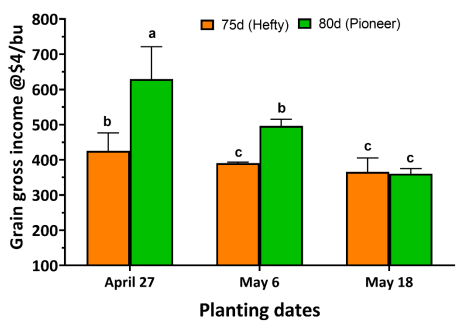 75d (Hefty) 80d (Pioneer)
Grain gross income @$4/bu
800
700
600
500
400
300
200
100
a
b
b
c
c
c
April 27 May 6 May 18
Planting dates